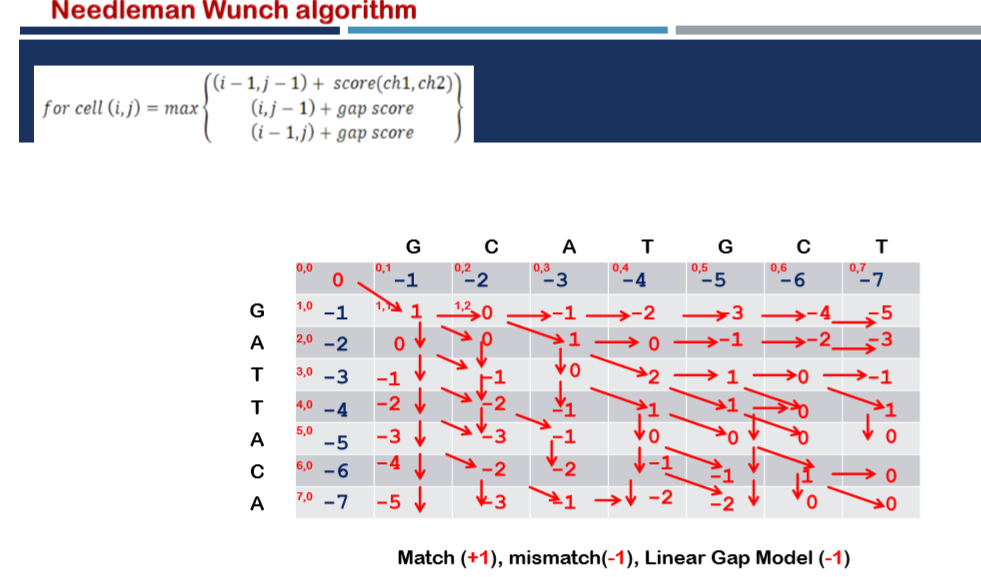 Needleman Wunch algorithm
for cell (i,j) = max { (i − 1,j − 1) + score(ch1,ch2)
(i,j − 1) + gap score
(i − 1,j) + gap score }
G C A T G C T
0,0 0 0,1 -1 0,2 -2 0,3 -3 0,4 -4 0,5 -5 0,6 -6 0,7 -7
G 1,0 -1 1,1 1 1,2 0 -1 -2 -3 -4 -5
A 2,0 -2 0 0 1 0 -1 -2 -3
T 3,0 -3 -1 -1 0 2 1 0 -1
T 4,0 -4 -2 -2 -1 1 1 0 1
A 5,0 -5 -3 -3 -1 0 0 0 0
C 6,0 -6 -4 -2 -2 -1 -1 1 0
A 7,0 -7 -5 -3 -1 -2 -2 0 0
Match (+1), mismatch(-1), Linear Gap Model (-1)